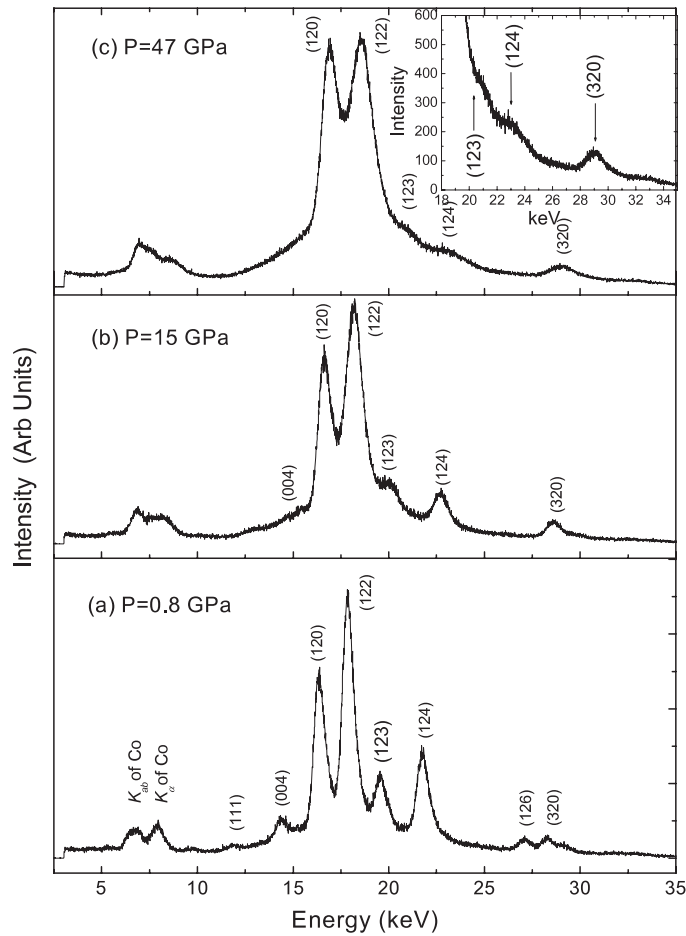 (c) P=47 GPa
(120)
(122)
(123)
(124)
(320)
600
500
400
300
200
100
0
Intensity
(123)
(124)
(320)
18 20 22 24 26 28 30 32 34
keV
(b) P=15 GPa
(004)
(120)
(122)
(123)
(124)
(320)
(a) P=0.8 GPa
Kab of Co
Kα of Co
(111)
(004)
(120)
(122)
(123)
(124)
(126)
(320)
Intensity (Arb Units)
5 10 15 20 25 30 35
Energy (keV)